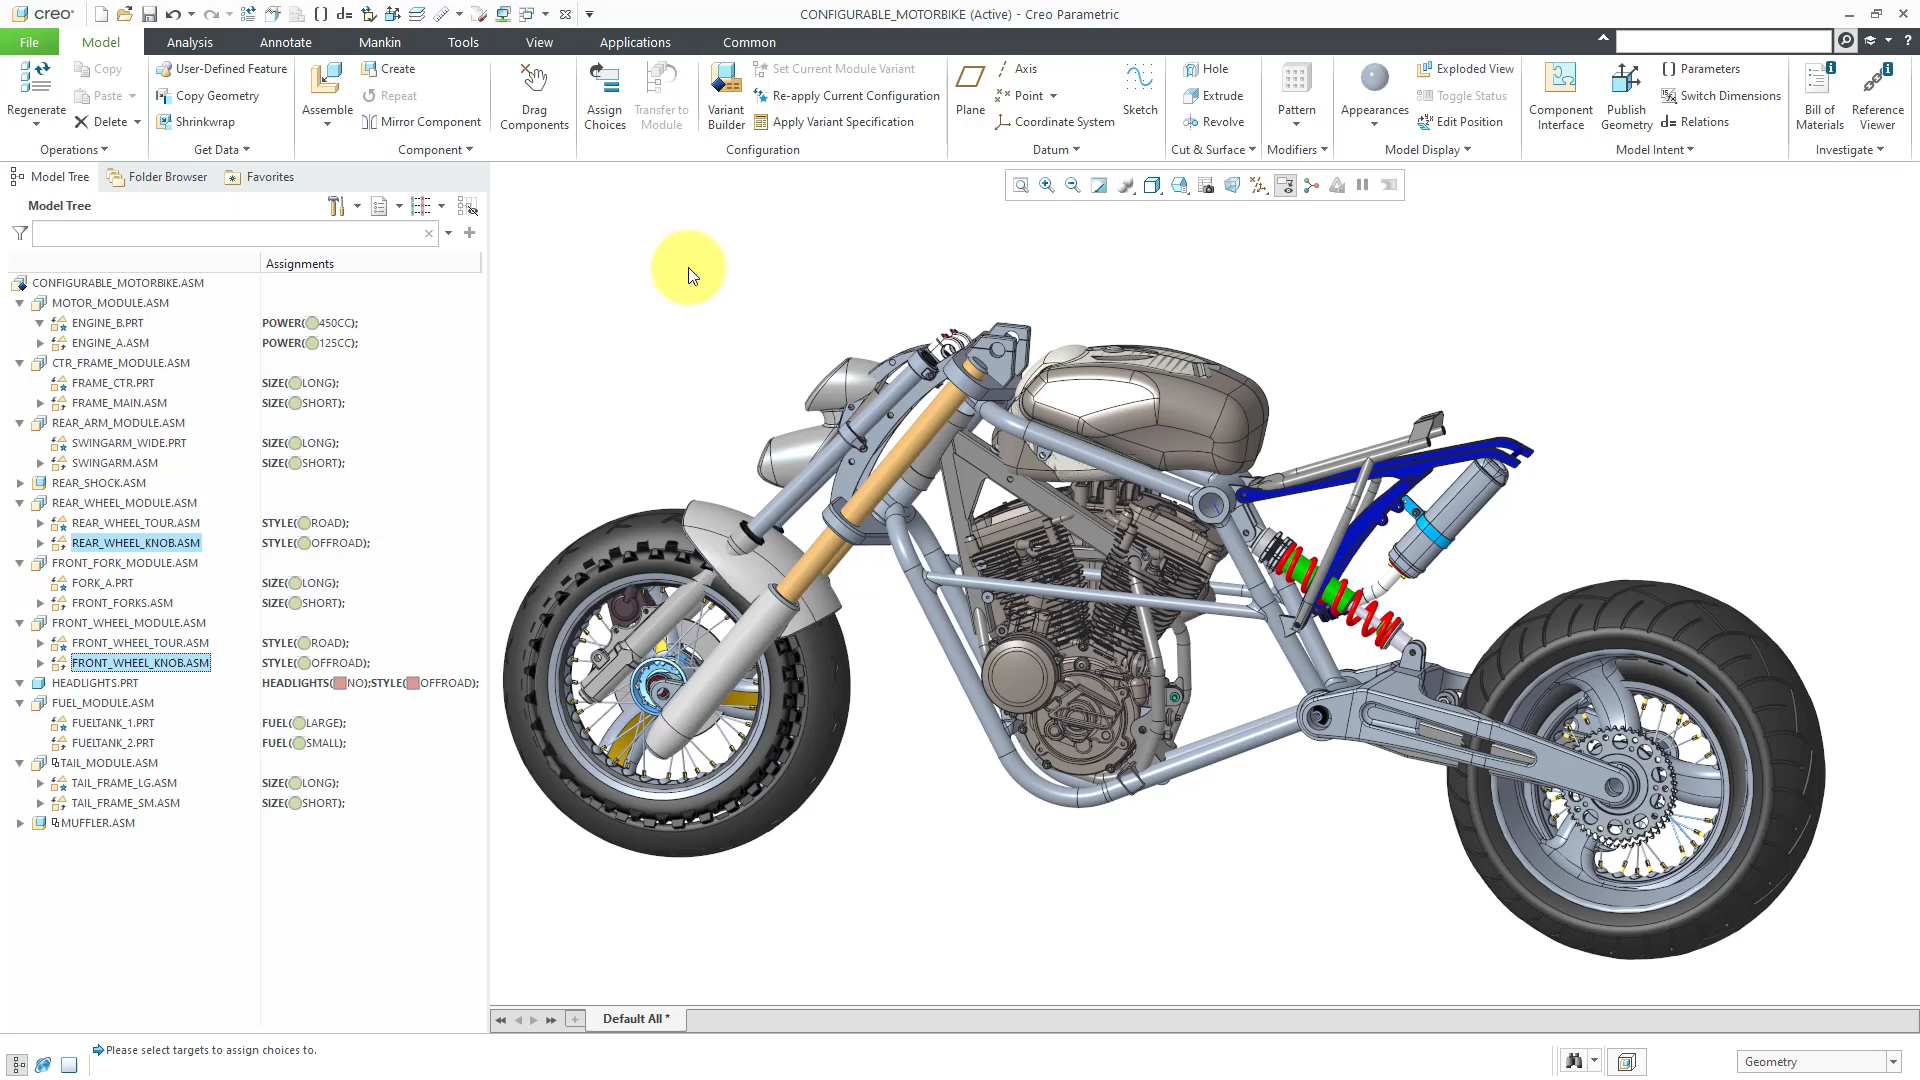 creo
CONFIGURABLE_MOTORBIKE (Active) - Creo Parametric
File
Model
Analysis
Annotate
Mankin
Tools
View
Applications
Common
Regenerate
Copy
Paste
Delete
Operations
User-Defined Feature
Copy Geometry
Shrinkwrap
Get Data
Assemble
Create
Repeat
Mirror Component
Component
Drag
Components
Assign
Choices
Transfer to
Module
Variant
Builder
Set Current Module Variant
Re-apply Current Configuration
Apply Variant Specification
Configuration
Plane
Axis
Point
Coordinate System
Sketch
Datum
Hole
Extrude
Revolve
Cut & Surface
Pattern
Modifiers
Appearances
Exploded View
Toggle Status
Edit Position
Model Display
Component
Interface
Publish
Geometry
Parameters
Switch Dimensions
d= Relations
Model Intent
Bill of
Materials
Reference
Viewer
Investigate
Model Tree
Folder Browser
Favorites
Model Tree
Assignments
CONFIGURABLE_MOTORBIKE.ASM
MOTOR_MODULE.ASM
ENGINE_B.PRT POWER(450CC);
ENGINE_A.ASM POWER(125CC);
CTR_FRAME_MODULE.ASM
FRAME_CTR.PRT SIZE(LONG);
FRAME_MAIN.ASM SIZE(SHORT);
REAR_ARM_MODULE.ASM
SWINGARM_WIDE.PRT SIZE(LONG);
SWINGARM.ASM SIZE(SHORT);
REAR_SHOCK.ASM
REAR_WHEEL_MODULE.ASM
REAR_WHEEL_TOUR.ASM STYLE(ROAD);
REAR_WHEEL_KNOB.ASM STYLE(OFFROAD);
FRONT_FORK_MODULE.ASM
FORK_A.PRT SIZE(LONG);
FRONT_FORKS.ASM SIZE(SHORT);
FRONT_WHEEL_MODULE.ASM
FRONT_WHEEL_TOUR.ASM STYLE(ROAD);
FRONT_WHEEL_KNOB.ASM STYLE(OFFROAD);
HEADLIGHTS.PRT HEADLIGHTS(NO);STYLE(OFFROAD);
FUEL_MODULE.ASM
FUELTANK_1.PRT FUEL(LARGE);
FUELTANK_2.PRT FUEL(SMALL);
TAIL_MODULE.ASM
TAIL_FRAME_LG.ASM SIZE(LONG);
TAIL_FRAME_SM.ASM SIZE(SHORT);
MUFFLER.ASM
Default All *
Please select targets to assign choices to.
Geometry